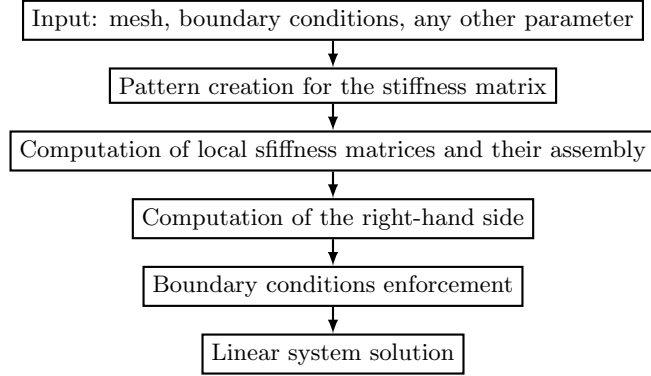 Input: mesh, boundary conditions, any other parameter
Pattern creation for the stiffness matrix
Computation of local sfiffness matrices and their assembly
Computation of the right-hand side
Boundary conditions enforcement
Linear system solution